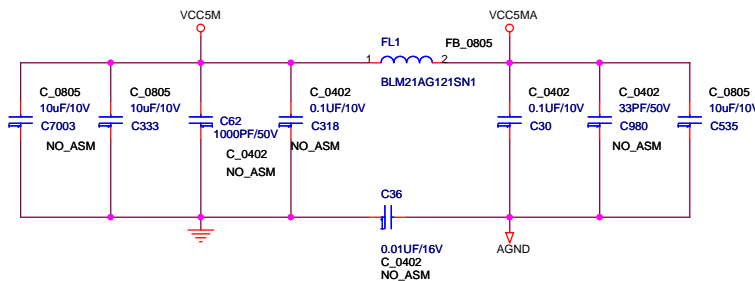 VCC5M
VCC5MA
FL1
FB_0805
1
2
BLM21AG121SN1
C_0805
10uF/10V
C7003
NO_ASM
C_0805
10uF/10V
C333
C62
1000PF/50V
C_0402
NO_ASM
C_0402
0.1UF/10V
C318
NO_ASM
C_0402
0.1UF/10V
C30
C_0402
33PF/50V
C980
NO_ASM
C_0805
10uF/10V
C535
C36
1
0.01UF/16V
C_0402
NO_ASM
AGND